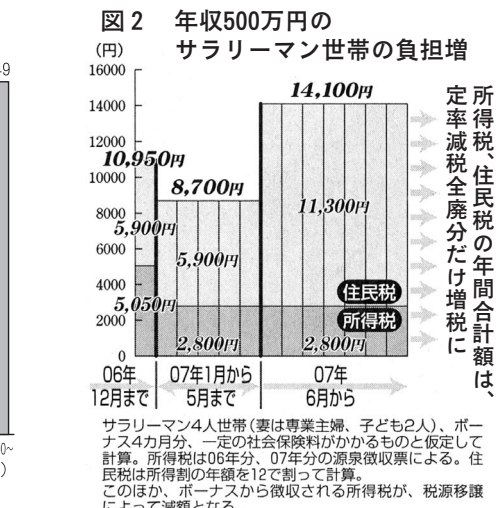 図2 年収500万円の
サラリーマン世帯の負担増
(円)
16000
14000
12000
10000
8000
6000
4000
2000
0
10,950円
5,900円
5,050円
8,700円
5,900円
2,800円
14,100円
11,300円
住民税
所得税
2,800円
06年
12月まで
07年1月から
5月まで
07年
6月から
所得税、住民税の年間合計額は、
定率減税全廃分だけ増税に
サラリーマン4人世帯(妻は専業主婦、子ども2人)、ボー
ナス4カ月分、一定の社会保険料がかかるものと仮定して
計算。所得税は06年分、07年分の源泉徴収票による。住
民税は所得割の年額を12で割って計算。
このほか、ボーナスから徴収される所得税が、税源移譲
によって減額となる。